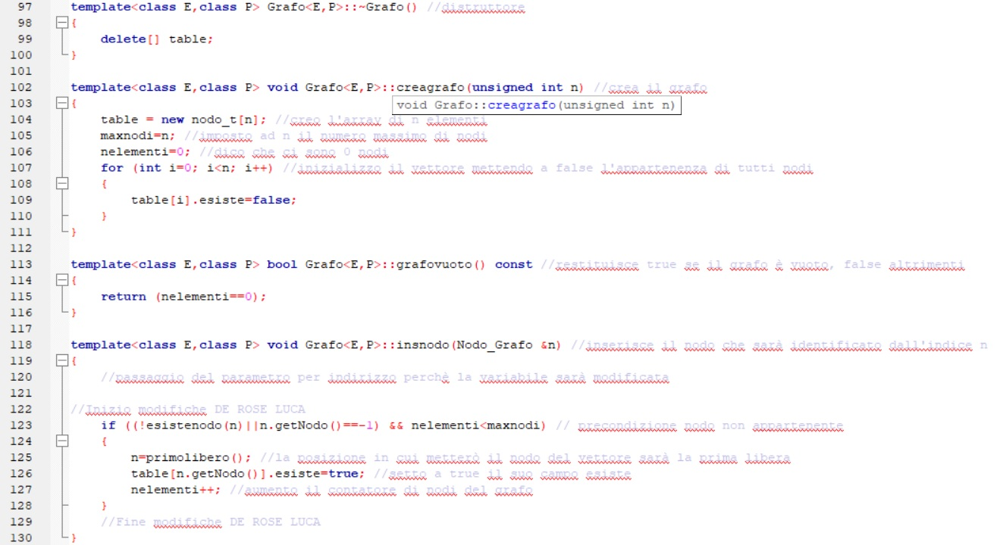 97 template<class E,class P> Grafo<E,P>::~Grafo() //distruttore
98 {
99 delete[] table;
100 }
101
102 template<class E,class P> void Grafo<E,P>::creagrafo(unsigned int n) //crea il grafo
103 {
void Grafo::creagrafo(unsigned int n)
104 table = new nodo_t[n]; //creo l'array di n elementi
105 maxnodi=n; //imposto ad n il numero massimo di nodi
106 nelementi=0; //dico che ci sono 0 nodi
107 for (int i=0; i<n; i++) //inizializzo il vettore mettendo a false l'appartenenza di tutti nodi
108 {
109 table[i].esiste=false;
110 }
111 }
112
113 template<class E,class P> bool Grafo<E,P>::grafovuoto() const //restituisce true se il grafo è vuoto, false altrimenti
114 {
115 return (nelementi==0);
116 }
117
118 template<class E,class P> void Grafo<E,P>::insnodo(Nodo_Grafo &n) //inserisce il nodo che sarà identificato dall'indice n
119 {
120 //passaggio del parametro per indirizzo perchè la variabile sarà modificata
121
122 //Inizio modifiche DE ROSE LUCA
123 if ((!esistenodo(n)||n.getNodo()==-1) && nelementi<maxnodi) // precondizione nodo non appartenente
124 {
125 n=primolibero(); //la posizione in cui metterò il nodo del vettore sarà la prima libera
126 table[n.getNodo()].esiste=true; //setto a true il suo campo esiste
127 nelementi++; //aumento il contatore di nodi del grafo
128 }
129 //Fine modifiche DE ROSE LUCA
130 }